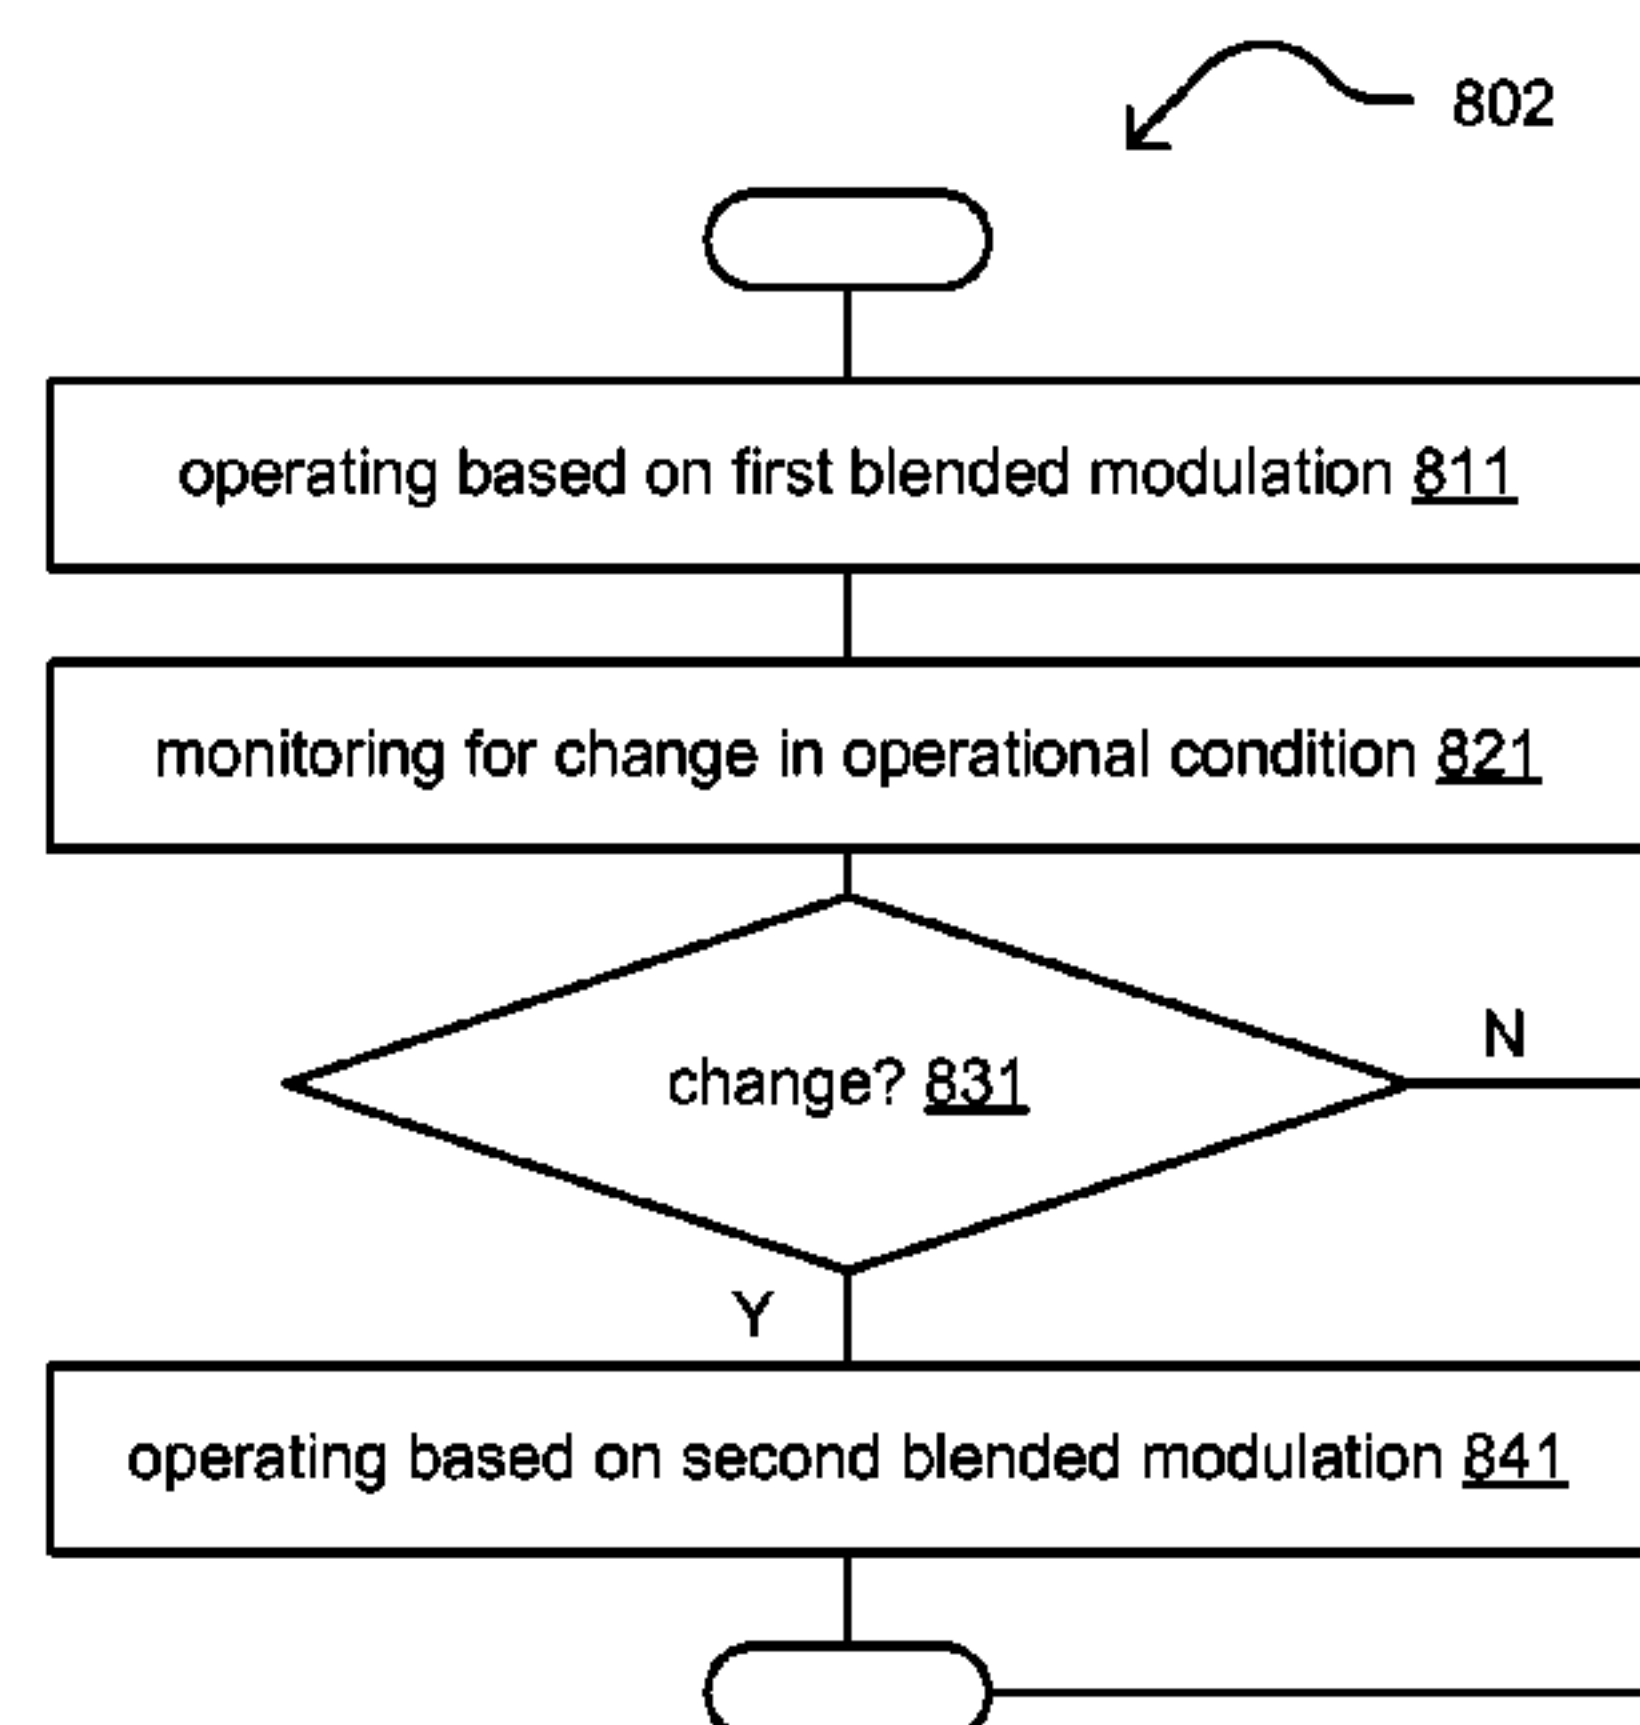 802
operating based on first blended modulation 811
monitoring for change in operational condition 821
change? 831
N
Y
operating based on second blended modulation 841